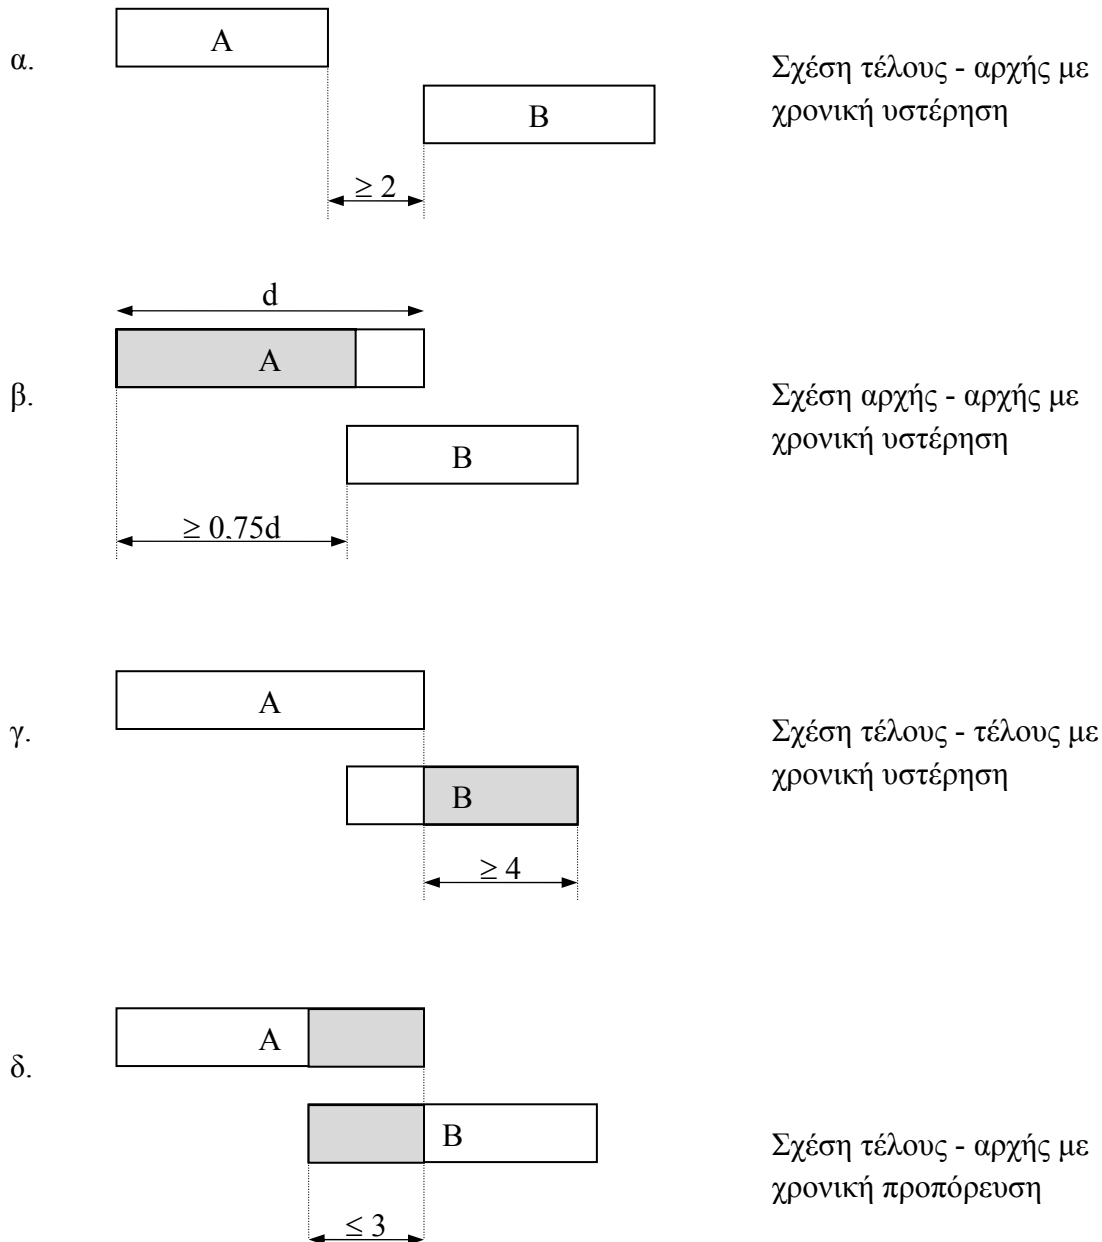 α.
A
B
≥ 2
Σχέση τέλους - αρχής με
χρονική υστέρηση
β.
d
A
B
≥ 0,75d
Σχέση αρχής - αρχής με
χρονική υστέρηση
γ.
A
B
≥ 4
Σχέση τέλους - τέλους με
χρονική υστέρηση
δ.
A
B
≤ 3
Σχέση τέλους - αρχής με
χρονική προπόρευση